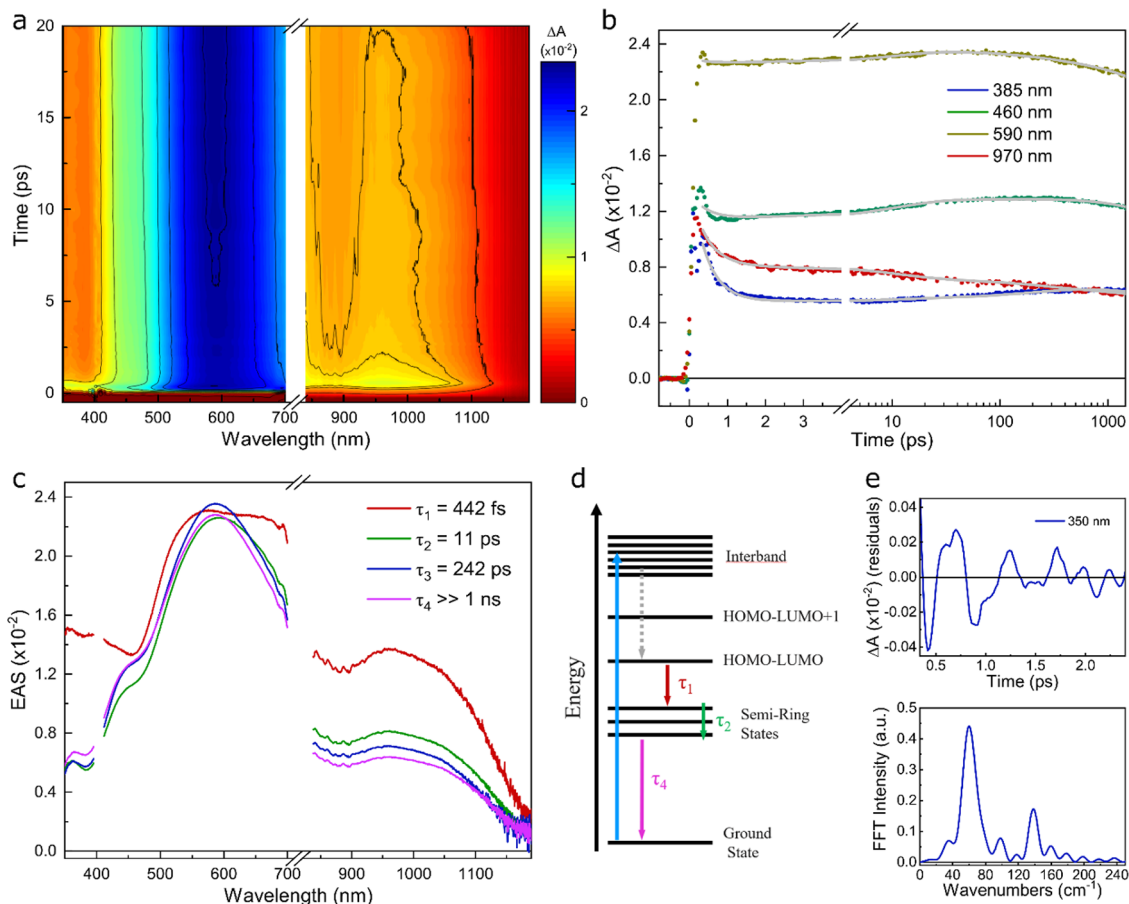 a
20
15
10
5
0
Time (ps)
400
500
600
700
900
1000
1100
Wavelength (nm)
ΔA
(x10⁻²)
2
1
0
b
2.4
2.0
1.6
1.2
0.8
0.4
0.0
ΔA (x10⁻²)
385 nm
460 nm
590 nm
970 nm
0
1
2
3
10
100
1000
Time (ps)
c
2.4
2.0
1.6
1.2
0.8
0.4
0.0
EAS (x10⁻²)
τ₁ = 442 fs
τ₂ = 11 ps
τ₃ = 242 ps
τ₄ >> 1 ns
400
500
600
700
900
1000
1100
Wavelength (nm)
d
Energy
Interband
HOMO-LUMO+1
HOMO-LUMO
τ₁
Semi-Ring
States
τ₂
τ₄
Ground
State
e
0.04
0.02
0.00
-0.02
-0.04
ΔA (x10⁻²) (residuals)
350 nm
0.5
1.0
1.5
2.0
Time (ps)
0.5
0.4
0.3
0.2
0.1
0.0
FFT Intensity (a.u.)
0
40
80
120
160
200
240
Wavenumbers (cm⁻¹)